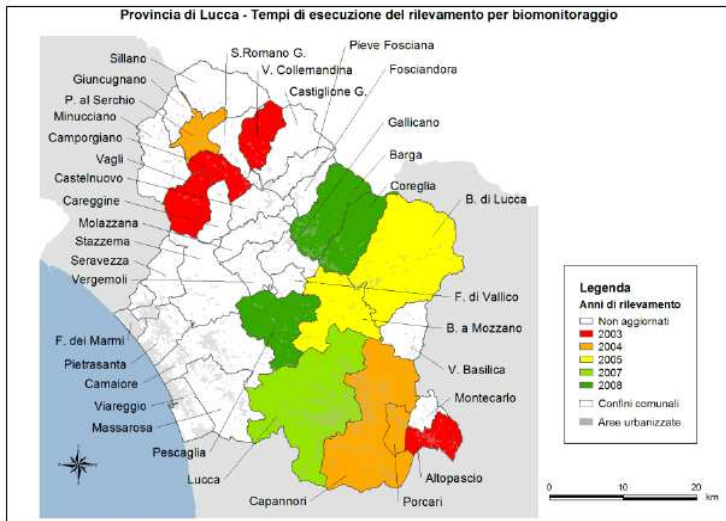 Provincia di Lucca - Tempi di esecuzione del rilevamento per biomonitoraggio
Sillano
S.Romano G.
Pieve Fosciana
Giuncugnano
V. Collemandina
Fosciandora
P. al Serchio
Castiglione G.
Minucciano
Gallicano
Camporgiano
Barga
Vagli
Coreglia
Castelnuovo
B. di Lucca
Careggine
Molazzana
Stazzema
Seravezza
Vergemoli
F. di Vallico
F. dei Marmi
B. a Mozzano
Pietrasanta
V. Basilica
Camaiore
Montecarlo
Viareggio
Massarosa
Pescaglia
Lucca
Altopascio
Capannori
Porcari
Legenda
Anni di rilevamento
Non aggiornati
2003
2004
2005
2007
2008
Confini comunali
Aree urbanizzate
0 10 20
km